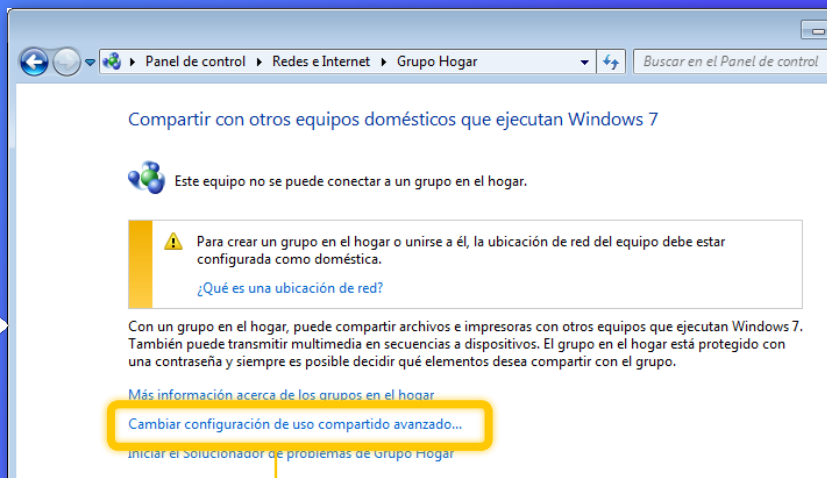 Panel de control ▸ Redes e Internet ▸ Grupo Hogar
Buscar en el Panel de control
Compartir con otros equipos domésticos que ejecutan Windows 7
Este equipo no se puede conectar a un grupo en el hogar.
Para crear un grupo en el hogar o unirse a él, la ubicación de red del equipo debe estar
configurada como doméstica.
¿Qué es una ubicación de red?
Con un grupo en el hogar, puede compartir archivos e impresoras con otros equipos que ejecutan Windows 7.
También puede transmitir multimedia en secuencias a dispositivos. El grupo en el hogar está protegido con
una contraseña y siempre es posible decidir qué elementos desea compartir con el grupo.
Más información acerca de los grupos en el hogar
Cambiar configuración de uso compartido avanzado...
Iniciar el Solucionador de problemas de Grupo Hogar